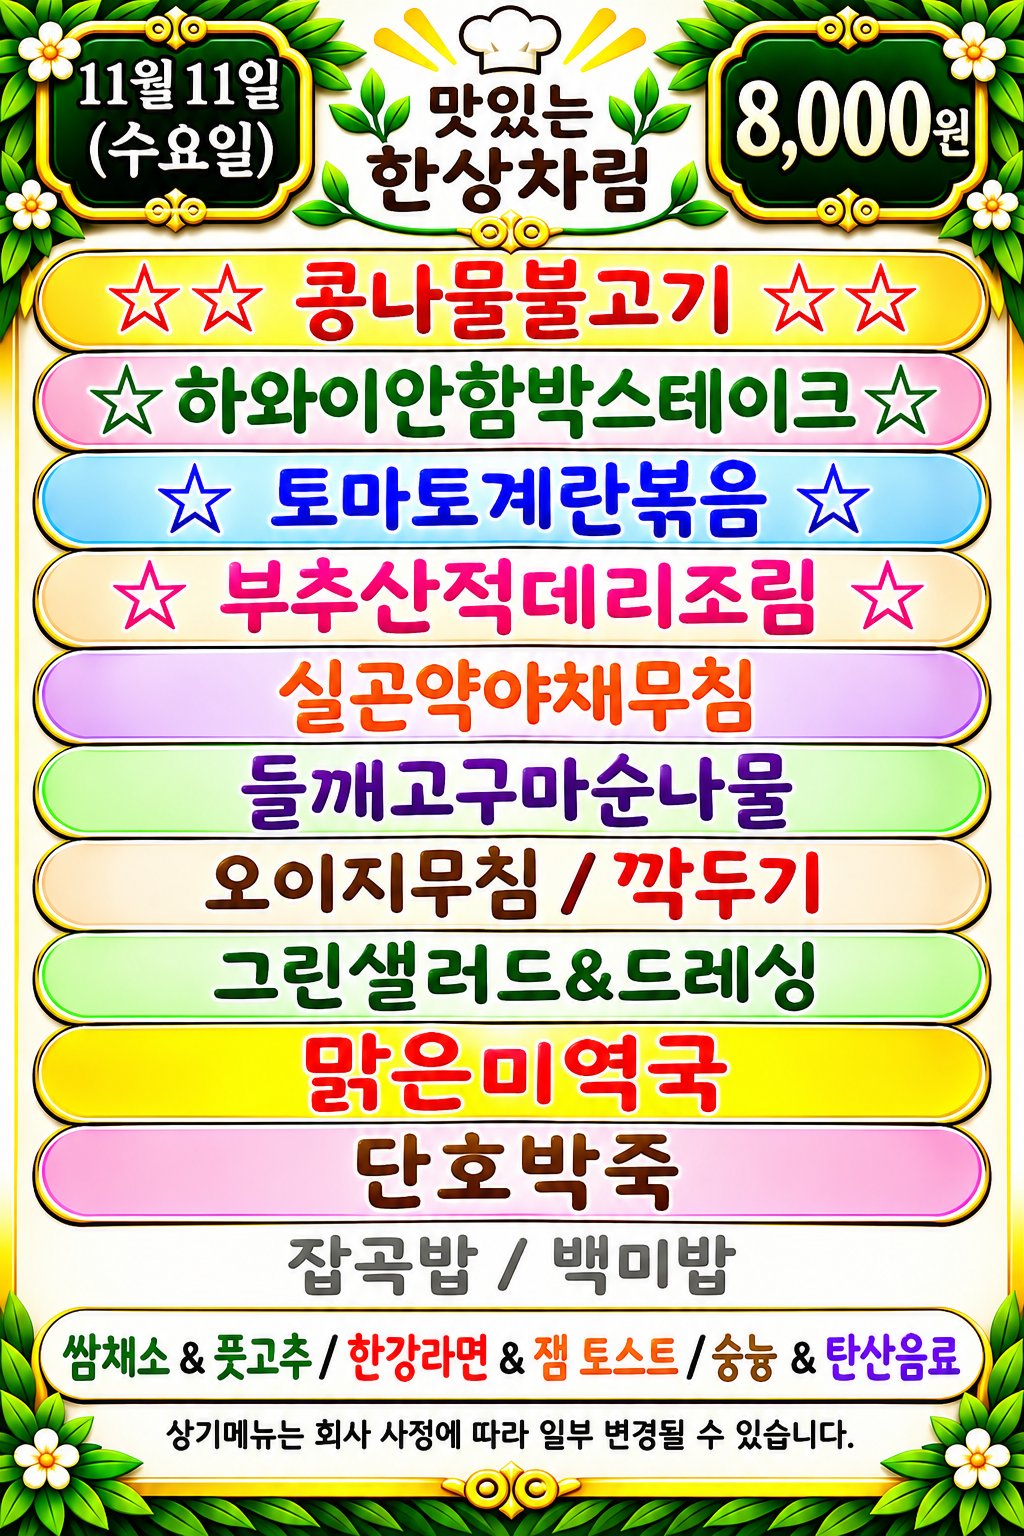 11월 11일
(수요일)
맛있는
한상차림
8,000원
☆☆ 콩나물불고기 ☆☆
☆하와이안함박스테이크☆
☆ 토마토계란볶음 ☆
☆ 부추산적데리조림 ☆
실곤약야채무침
들깨고구마순나물
오이지무침 / 깍두기
그린샐러드&드레싱
맑은미역국
단호박죽
잡곡밥 / 백미밥
쌈채소 & 풋고추 / 한강라면 & 잼 토스트 / 숭늉 & 탄산음료
상기메뉴는 회사 사정에 따라 일부 변경될 수 있습니다.